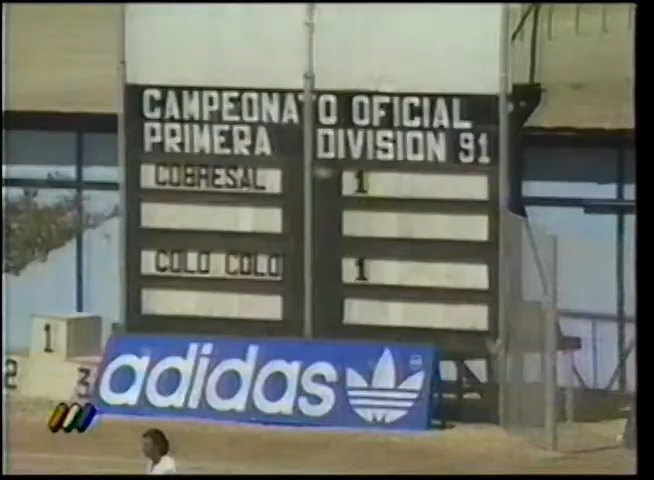 CAMPEONATO OFICIAL
PRIMERA DIVISION 91
COBRESAL 1
COLO COLO 1
1
2
3
adidas